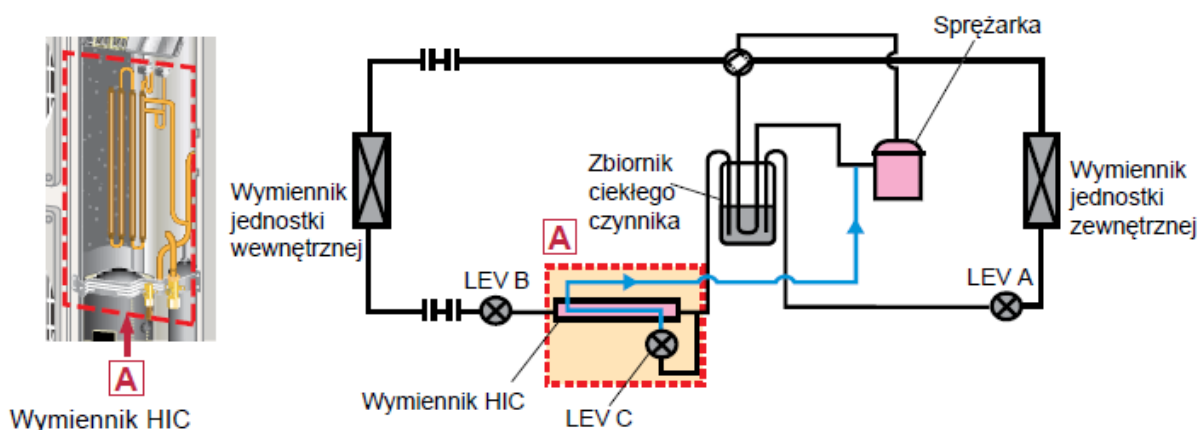 A
Wymiennik HIC
Wymiennik
jednostki
wewnętrznej
LEV B
A
Wymiennik HIC
LEV C
Zbiornik
ciekłego
czynnika
Sprężarka
LEV A
Wymiennik
jednostki
zewnętrznej